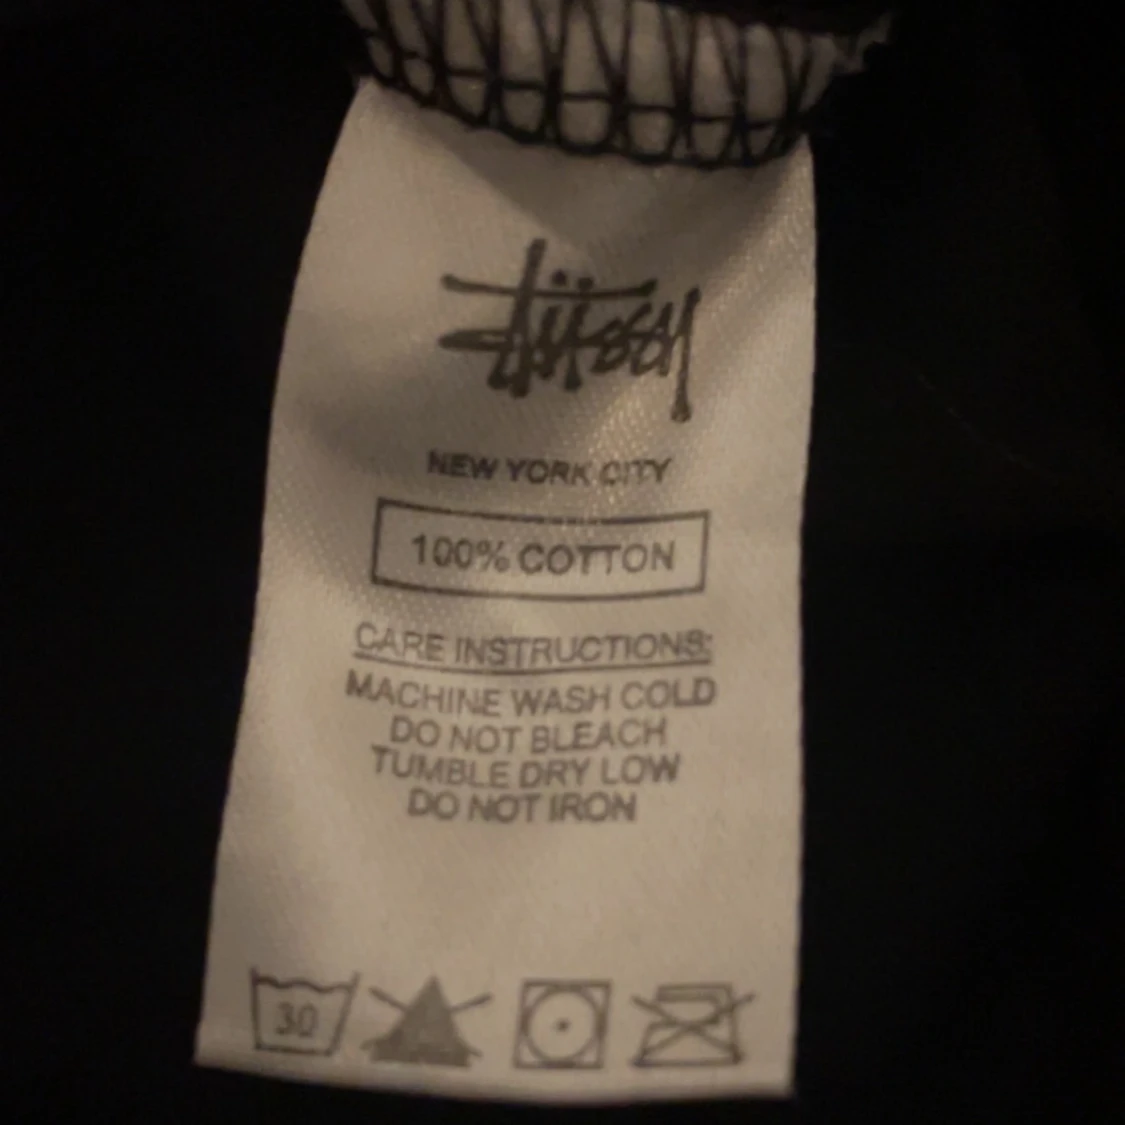 Stüssy
NEW YORK CITY
100% COTTON
CARE INSTRUCTIONS:
MACHINE WASH COLD
DO NOT BLEACH
TUMBLE DRY LOW
DO NOT IRON
30